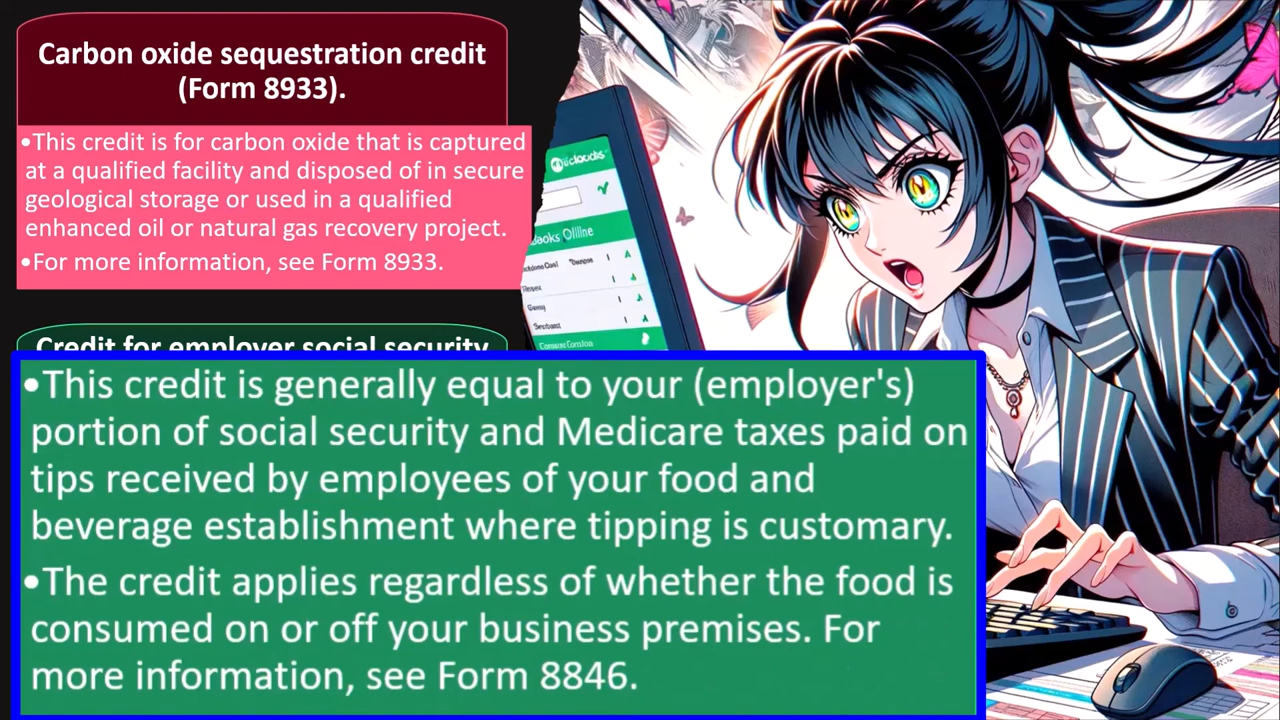 Carbon oxide sequestration credit
(Form 8933).
•This credit is for carbon oxide that is captured
at a qualified facility and disposed of in secure
geological storage or used in a qualified
enhanced oil or natural gas recovery project.
•For more information, see Form 8933.
Credit for employer social security
•This credit is generally equal to your (employer's)
portion of social security and Medicare taxes paid on
tips received by employees of your food and
beverage establishment where tipping is customary.
•The credit applies regardless of whether the food is
consumed on or off your business premises. For
more information, see Form 8846.